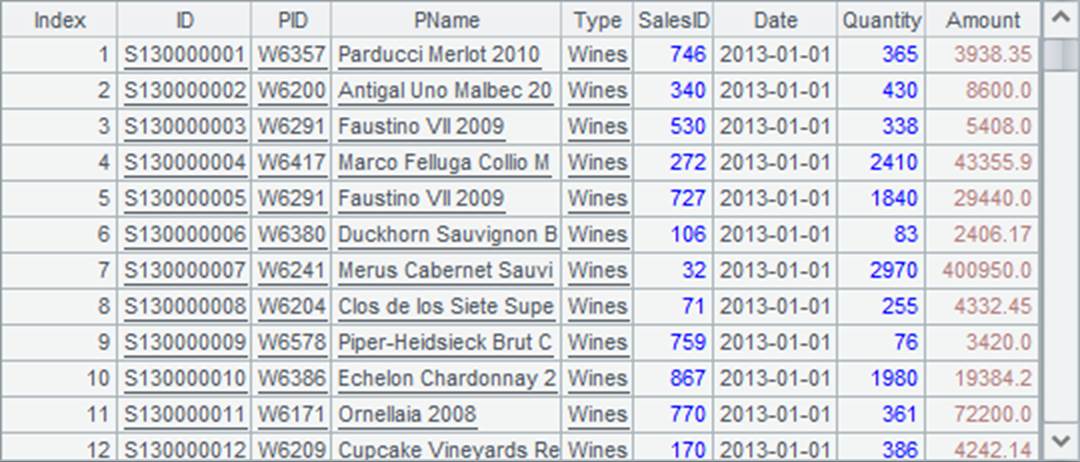 Index ID PID PName Type SalesID Date Quantity Amount
1 S130000001 W6357 Parducci Merlot 2010 Wines 746 2013-01-01 365 3938.35
2 S130000002 W6200 Antigal Uno Malbec 20 Wines 340 2013-01-01 430 8600.0
3 S130000003 W6291 Faustino VII 2009 Wines 530 2013-01-01 338 5408.0
4 S130000004 W6417 Marco Felluga Collio M Wines 272 2013-01-01 2410 43355.9
5 S130000005 W6291 Faustino VII 2009 Wines 727 2013-01-01 1840 29440.0
6 S130000006 W6380 Duckhorn Sauvignon B Wines 106 2013-01-01 83 2406.17
7 S130000007 W6241 Merus Cabernet Sauvi Wines 32 2013-01-01 2970 400950.0
8 S130000008 W6204 Clos de los Siete Supe Wines 71 2013-01-01 255 4332.45
9 S130000009 W6578 Piper-Heidsieck Brut C Wines 759 2013-01-01 76 3420.0
10 S130000010 W6386 Echelon Chardonnay 2 Wines 867 2013-01-01 1980 19384.2
11 S130000011 W6171 Ornellaia 2008 Wines 770 2013-01-01 361 72200.0
12 S130000012 W6209 Cupcake Vineyards Re Wines 170 2013-01-01 386 4242.14